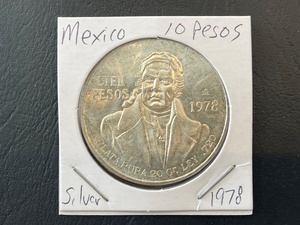 Mexico 10 Pesos
CIEN
PESOS
1978
PLATA PURA 20 GR. LEY .720
Silver 1978